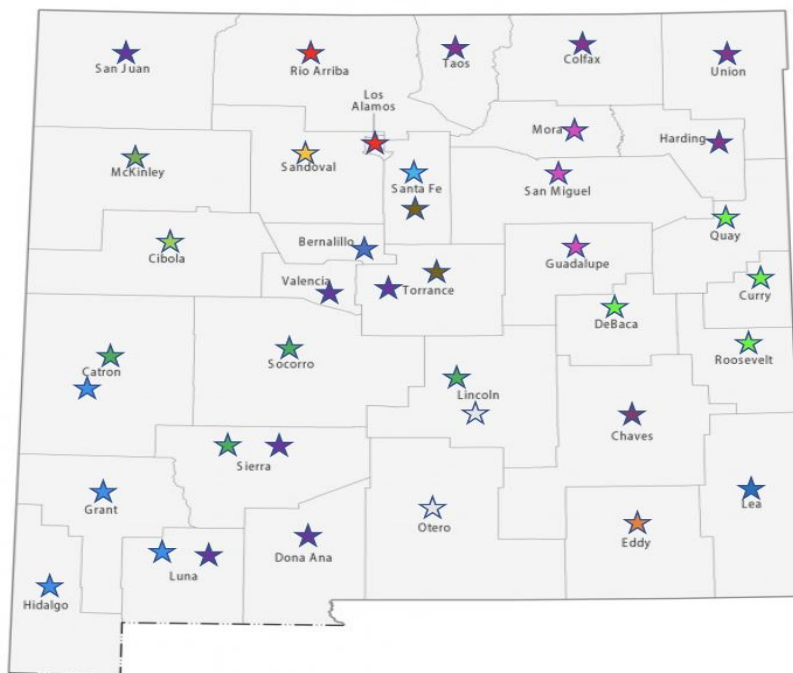 San Juan
Rio Arriba
Taos
Colfax
Union
Los
Alamos
Mora
Harding
McKinley
Sandoval
Santa Fe
San Miguel
Quay
Bernalillo
Cibola
Guadalupe
Valencia
Torrance
Curry
DeBaca
Socorro
Roosevelt
Catron
Lincoln
Chaves
Sierra
Grant
Otero
Lea
Eddy
Dona Ana
Luna
Hidalgo